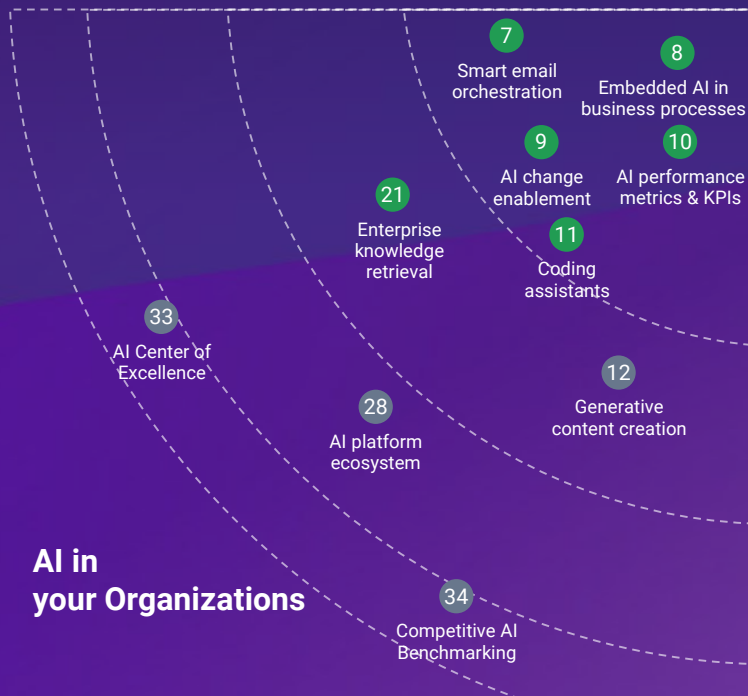 7
Smart email
orchestration
8
Embedded AI in
business processes
9
AI change
enablement
10
AI performance
metrics & KPIs
21
Enterprise
knowledge
retrieval
11
Coding
assistants
33
AI Center of
Excellence
12
Generative
content creation
28
AI platform
ecosystem
AI in
your Organizations
34
Competitive AI
Benchmarking